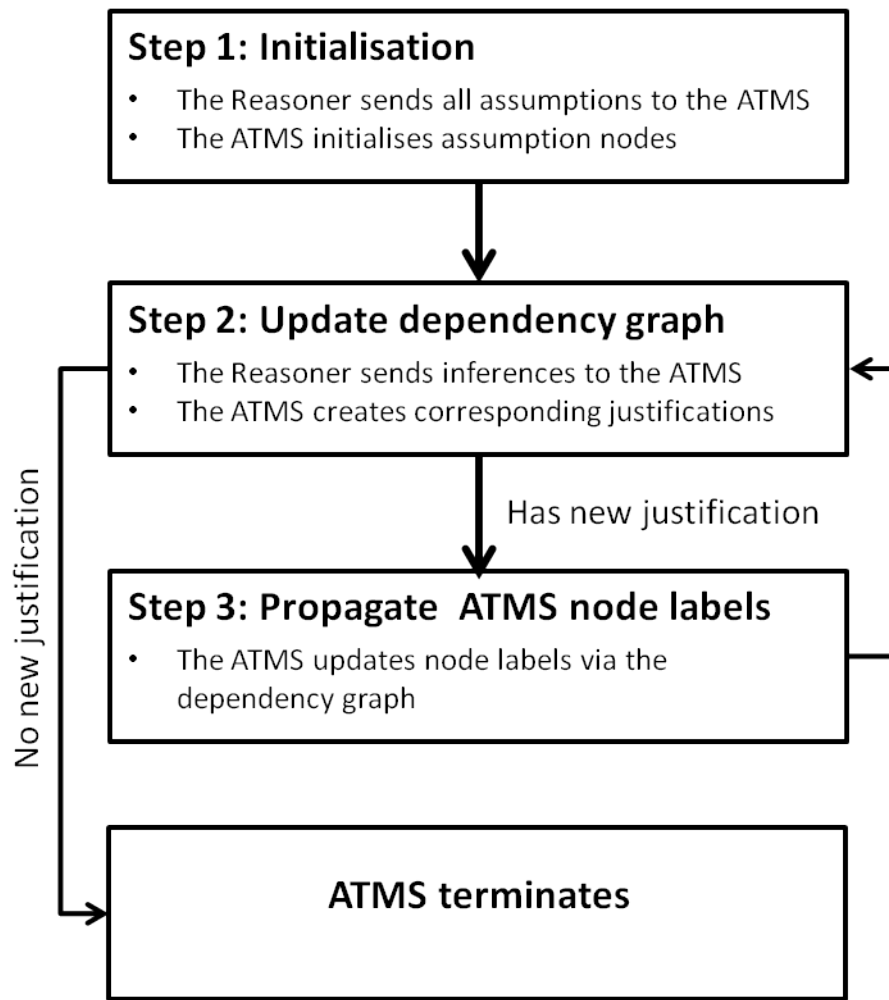 Step 1: Initialisation
• The Reasoner sends all assumptions to the ATMS
• The ATMS initialises assumption nodes
Step 2: Update dependency graph
• The Reasoner sends inferences to the ATMS
• The ATMS creates corresponding justifications
No new justification
Has new justification
Step 3: Propagate ATMS node labels
• The ATMS updates node labels via the
dependency graph
ATMS terminates